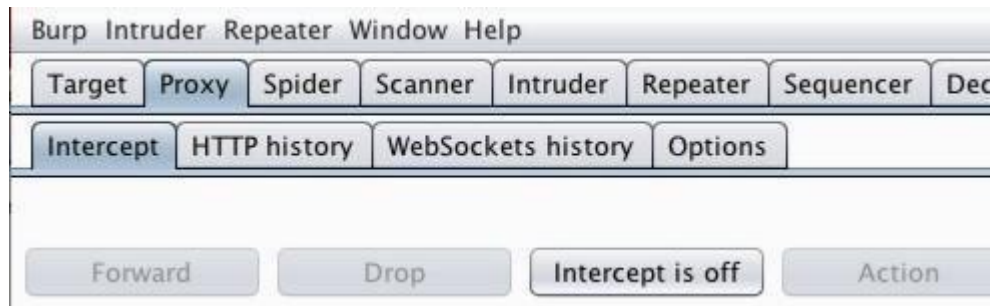 Burp Intruder Repeater Window Help
Target Proxy Spider Scanner Intruder Repeater Sequencer Dec
Intercept HTTP history WebSockets history Options
Forward Drop Intercept is off Action